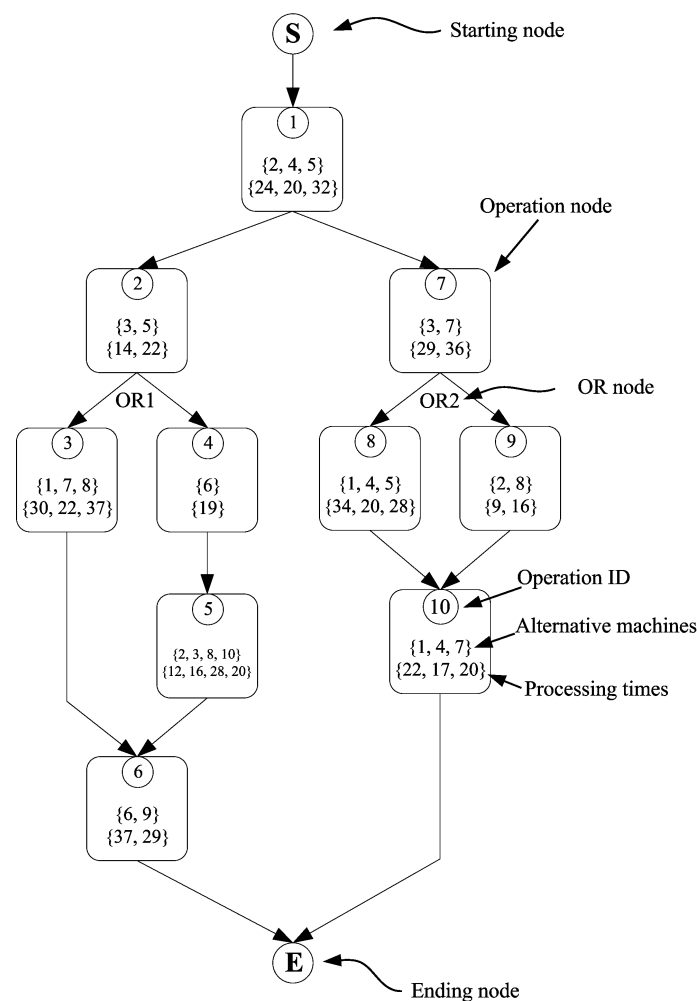 S
Starting node
1
{2, 4, 5}
{24, 20, 32}
Operation node
2
{3, 5}
{14, 22}
7
{3, 7}
{29, 36}
OR1
OR2
OR node
3
{1, 7, 8}
{30, 22, 37}
4
{6}
{19}
8
{1, 4, 5}
{34, 20, 28}
9
{2, 8}
{9, 16}
5
{2, 3, 8, 10}
{12, 16, 28, 20}
10
{1, 4, 7}
{22, 17, 20}
Operation ID
Alternative machines
Processing times
6
{6, 9}
{37, 29}
E
Ending node